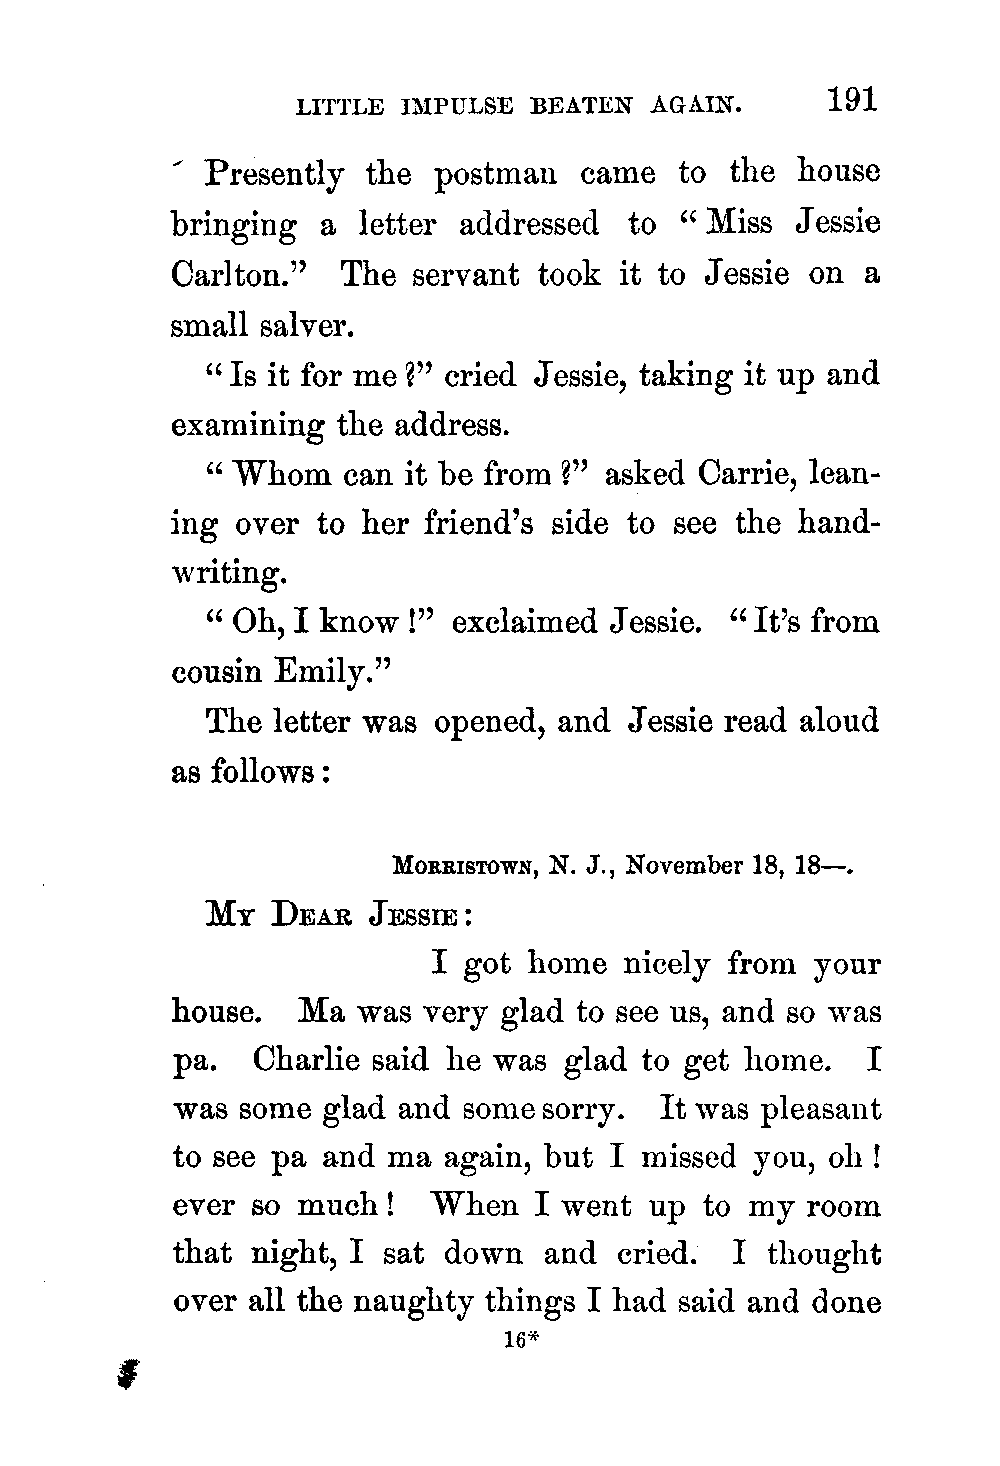 LITTLE IMPULSE BEATEN AGAIN. 191
Presently the postman came to the house
bringing a letter addressed to “Miss Jessie
Carlton.” The servant took it to Jessie on a
small salver.
“Is it for me?” cried Jessie, taking it up and
examining the address.
“Whom can it be from?” asked Carrie, lean-
ing over to her friend’s side to see the hand-
writing.
“Oh, I know!” exclaimed Jessie. “It’s from
cousin Emily.”
The letter was opened, and Jessie read aloud
as follows:
MORRISTOWN, N. J., November 18, 18—.
MY DEAR JESSIE:
I got home nicely from your
house. Ma was very glad to see us, and so was
pa. Charlie said he was glad to get home. I
was some glad and some sorry. It was pleasant
to see pa and ma again, but I missed you, oh!
ever so much! When I went up to my room
that night, I sat down and cried. I thought
over all the naughty things I had said and done
16*